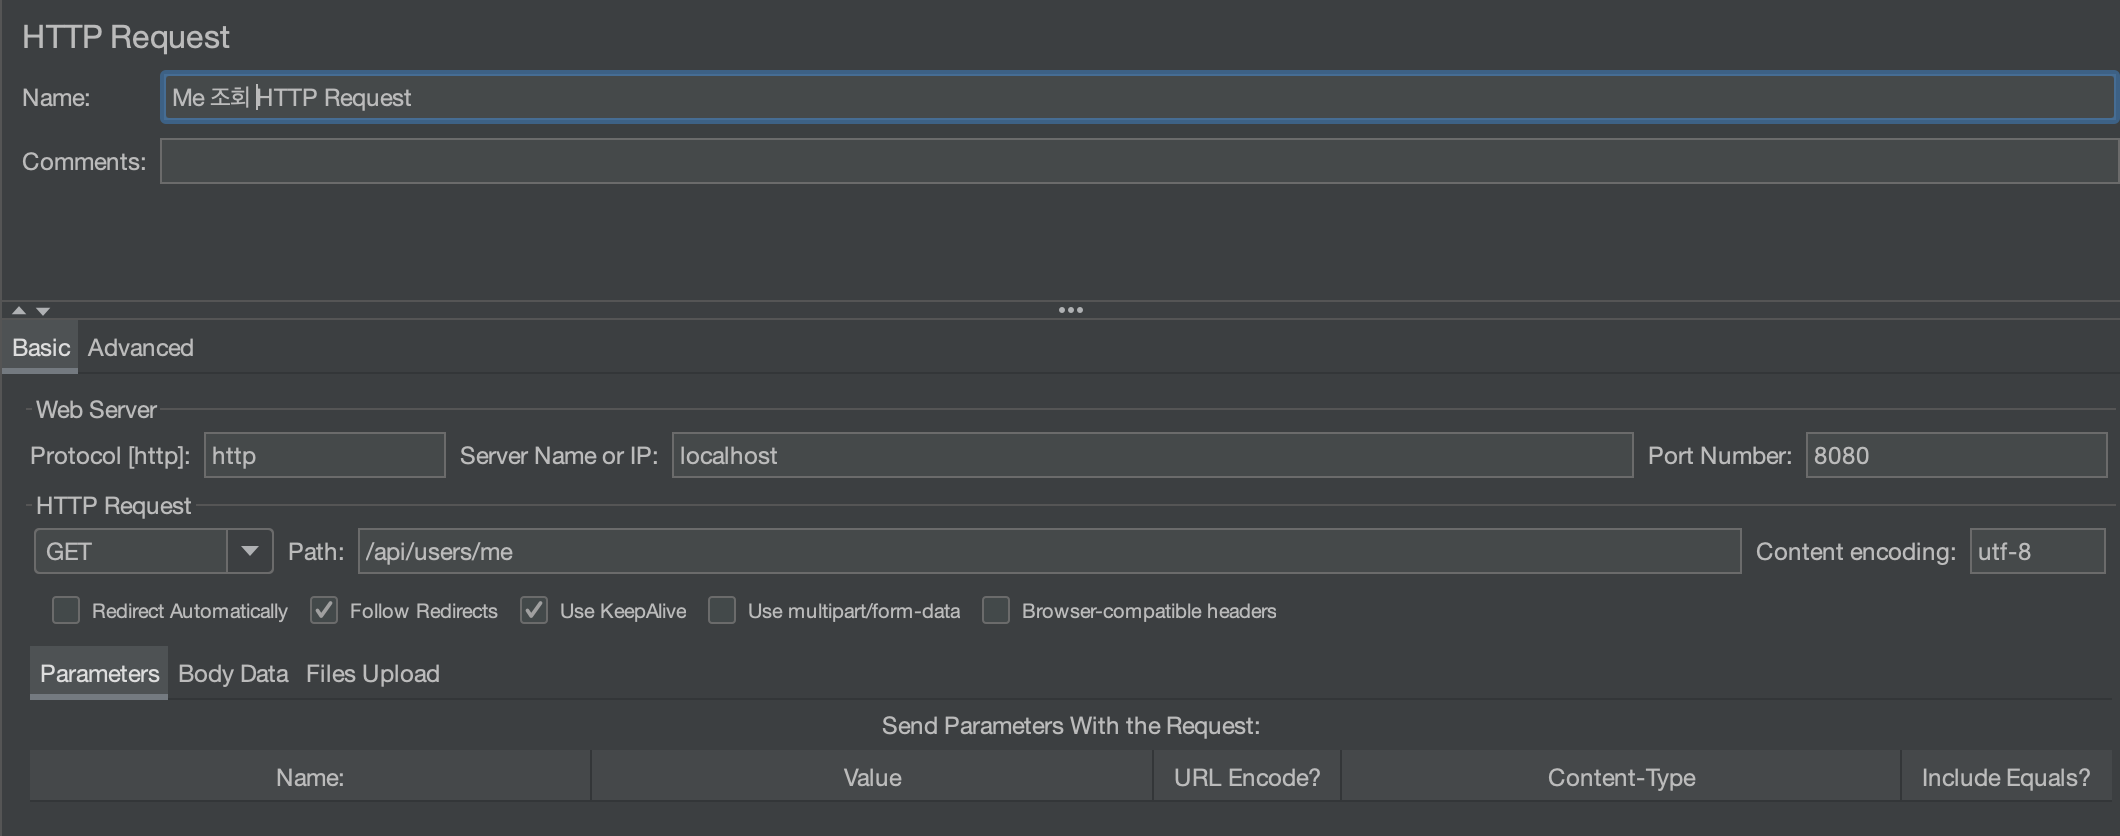 HTTP Request
Name: Me 조회 HTTP Request
Comments:
Basic Advanced
Web Server
Protocol [http]: http Server Name or IP: localhost Port Number: 8080
HTTP Request
GET Path: /api/users/me Content encoding: utf-8
Redirect Automatically Follow Redirects Use KeepAlive Use multipart/form-data Browser-compatible headers
Parameters Body Data Files Upload
Send Parameters With the Request:
Name: Value URL Encode? Content-Type Include Equals?